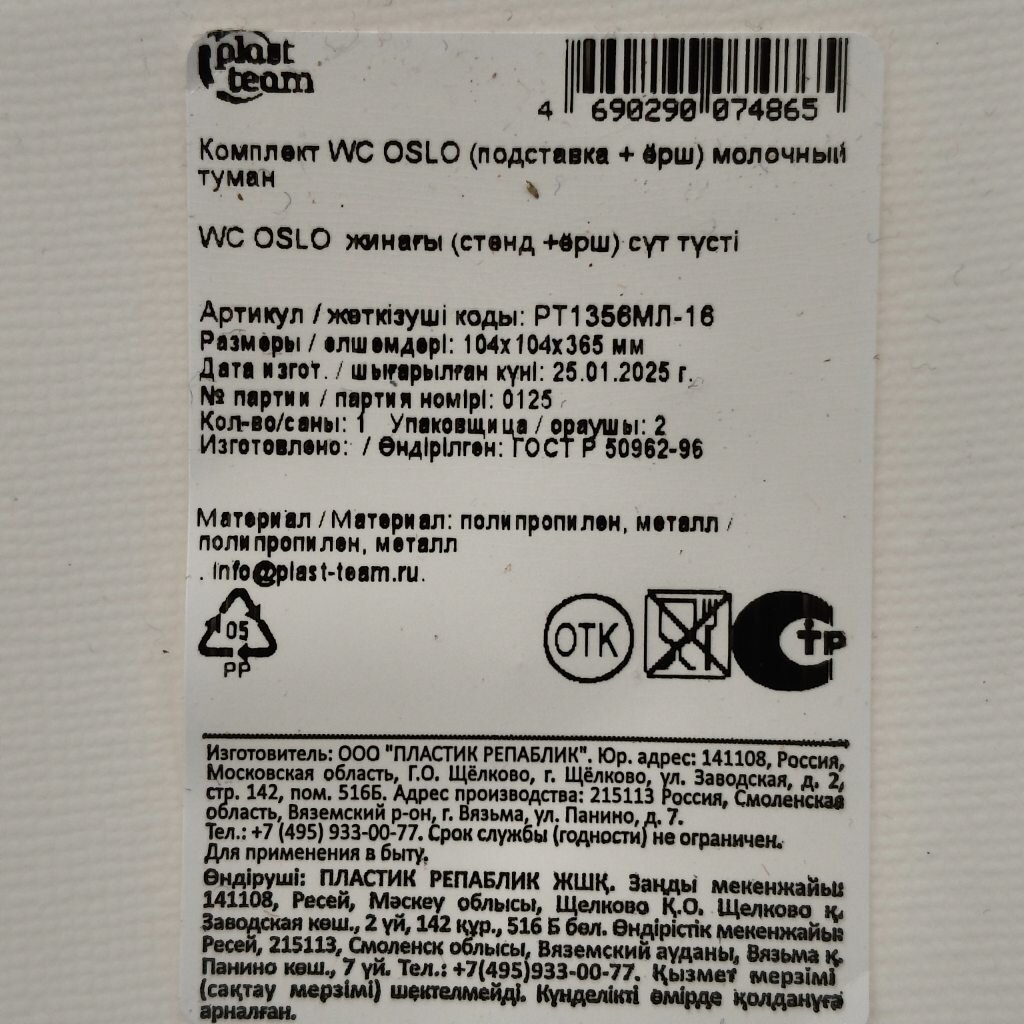 plast team
4 690290 074865
Комплект WC OSLO (подставка + ёрш) молочный
туман
WC OSLO жинағы (стенд +ёрш) сүт түсті
Артикул / жеткізуші коды: РТ1356МЛ-16
Размеры / өлшемдері: 104х104х365 мм
Дата изгот. / шығарылған күні: 25.01.2025 г.
№ партии / партия номірі: 0125
Кол-во/саны: 1 Упаковщица / ораушы: 2
Изготовлено: / Өндірілген: ГОСТ Р 50962-96
Материал / Материал: полипропилен, металл /
полипропилен, металл
. info@plast-team.ru.
05
PP
ОТК
СТР
Изготовитель: ООО "ПЛАСТИК РЕПАБЛИК". Юр. адрес: 141108, Россия,
Московская область, Г.О. Щёлково, г. Щёлково, ул. Заводская, д. 2,
стр. 142, пом. 516Б. Адрес производства: 215113 Россия, Смоленская
область, Вяземский р-он, г. Вязьма, ул. Панино, д. 7.
Тел.: +7 (495) 933-00-77. Срок службы (годности) не ограничен.
Для применения в быту.
Өндіруші: ПЛАСТИК РЕПАБЛИК ЖШҚ. Заңды мекенжайы:
141108, Ресей, Мәскеу облысы, Щелково Қ.О. Щелково қ.
Заводская көш., 2 үй, 142 құр., 516 Б бөл. Өндірістік мекенжайы:
Ресей, 215113, Смоленск облысы, Вяземский ауданы, Вязьма қ.
Панино көш., 7 үй. Тел.: +7(495)933-00-77. Қызмет мерзімі
(сақтау мерзімі) шектелмейді. Күнделікті өмірде қолдануға
арналған.